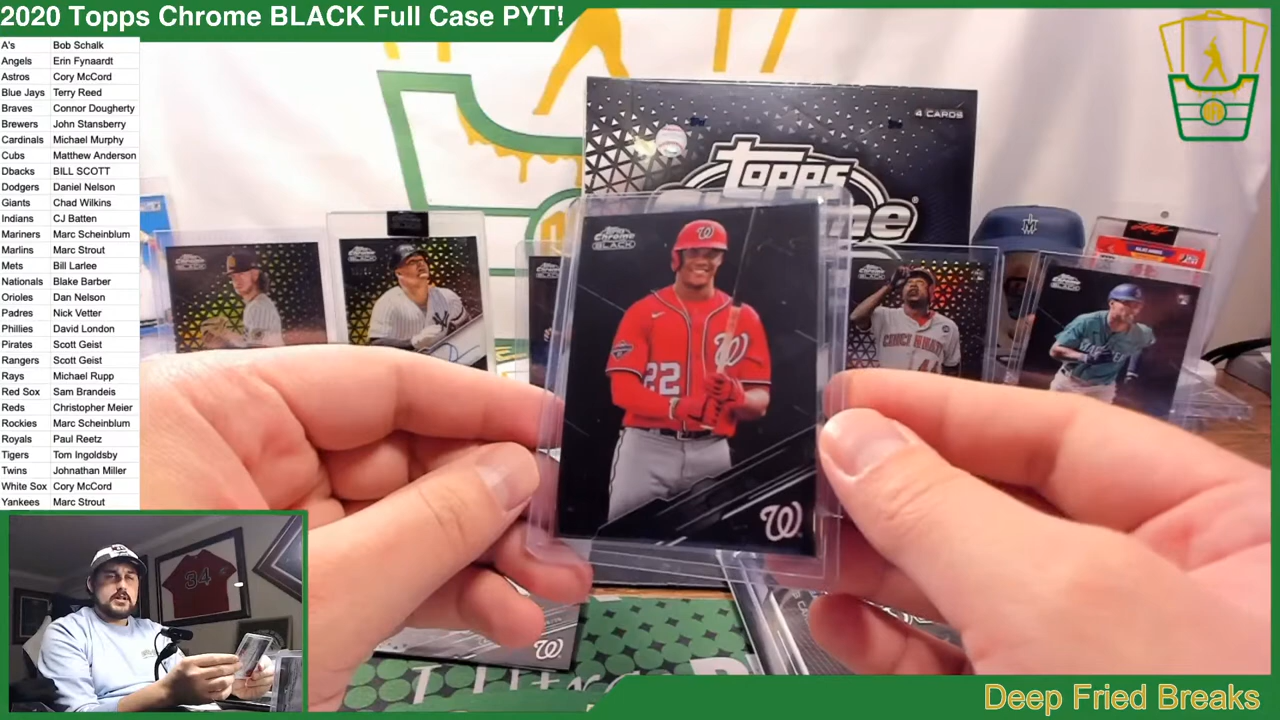 2020 Topps Chrome BLACK Full Case PYT!
A's Bob Schalk
Angels Erin Fynaardt
Astros Cory McCord
Blue Jays Terry Reed
Braves Connor Dougherty
Brewers John Stansberry
Cardinals Michael Murphy
Cubs Matthew Anderson
Dbacks BILL SCOTT
Dodgers Daniel Nelson
Giants Chad Wilkins
Indians CJ Batten
Mariners Marc Scheinblum
Marlins Marc Strout
Mets Bill Larlee
Nationals Blake Barber
Orioles Dan Nelson
Padres Nick Vetter
Phillies David London
Pirates Scott Geist
Rangers Scott Geist
Rays Michael Rupp
Red Sox Sam Brandeis
Reds Christopher Meier
Rockies Marc Scheinblum
Royals Paul Reetz
Tigers Tom Ingoldsby
Twins Johnathan Miller
White Sox Cory McCord
Yankees Marc Strout
4 CARDS
Topps
Topps
Chrome
BLACK
W
22
W
W
34
Deep Fried Breaks